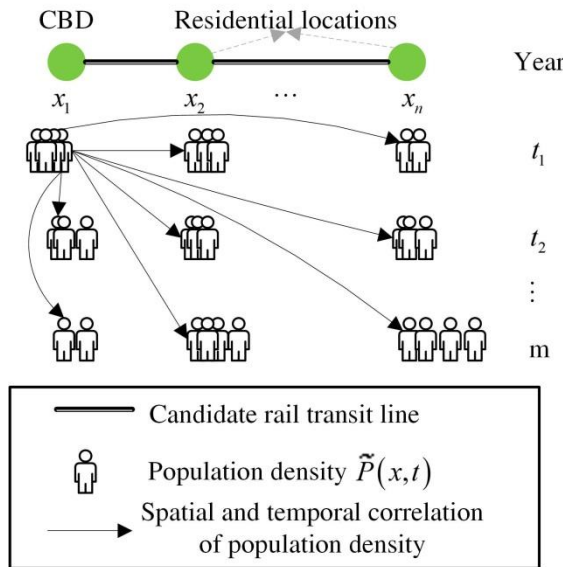 CBD Residential locations
Year
x₁ x₂ ... xₙ
t₁
t₂
⋮
m
Candidate rail transit line
Population density P̃(x,t)
Spatial and temporal correlation
of population density